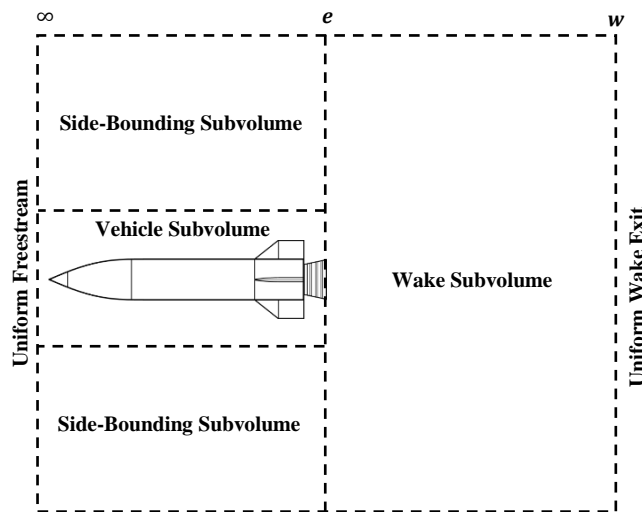 ∞
e
w
Side-Bounding Subvolume
Uniform Freestream
Vehicle Subvolume
Wake Subvolume
Uniform Wake Exit
Side-Bounding Subvolume